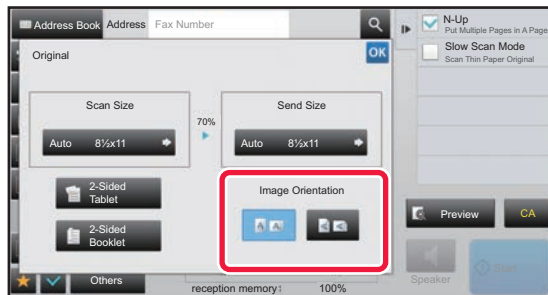 Address Book Address Fax Number
N-Up
Put Multiple Pages in A Page
Slow Scan Mode
Scan Thin Paper Original
Original OK
Scan Size
70%
Send Size
Auto 8½x11
Auto 8½x11
2-Sided
Tablet
2-Sided
Booklet
Image Orientation
Preview CA
Others
reception memory: 100%
Speaker
Start